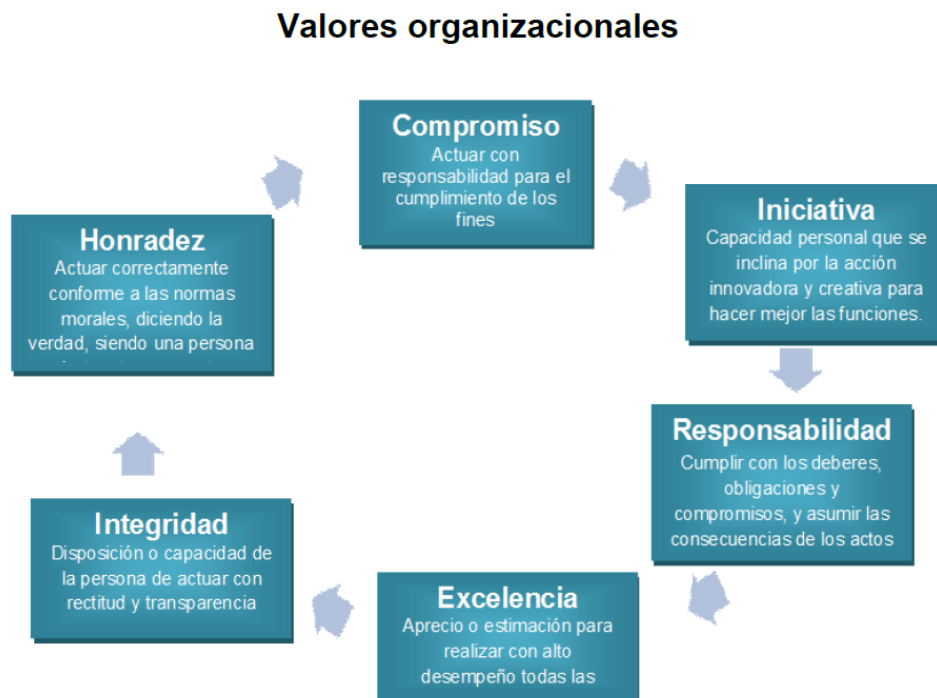 Valores organizacionales
Compromiso
Actuar con
responsabilidad para el
cumplimiento de los
fines
Iniciativa
Capacidad personal que se
inclina por la acción
innovadora y creativa para
hacer mejor las funciones.
Responsabilidad
Cumplir con los deberes,
obligaciones y
compromisos, y asumir las
consecuencias de los actos
Excelencia
Aprecio o estimación para
realizar con alto
desempeño todas las
Integridad
Disposición o capacidad de
la persona de actuar con
rectitud y transparencia
Honradez
Actuar correctamente
conforme a las normas
morales, diciendo la
verdad, siendo una persona